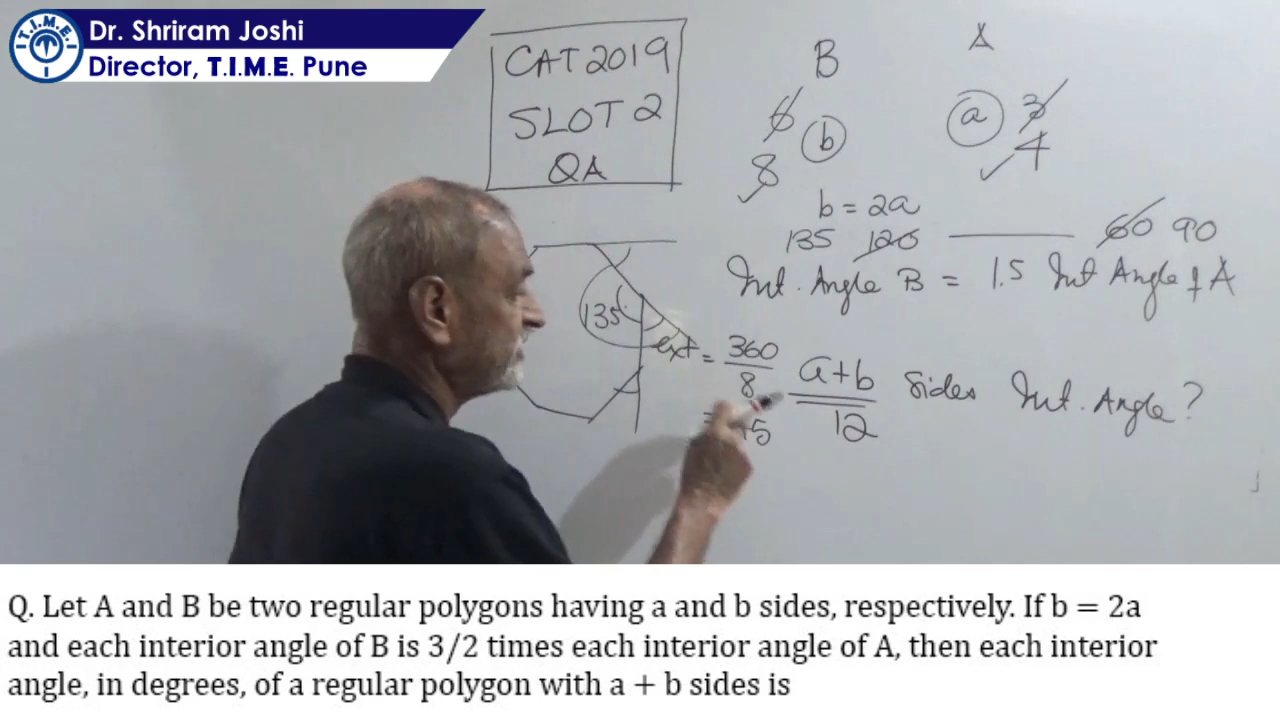 T.I.M.E.
Dr. Shriram Joshi
Director, T.I.M.E. Pune
CAT 2019
SLOT 2
QA
B
A
6
b
8
a
3
4
b = 2a
135 120
60 90
Int. Angle B = 1.5 Int Angle of A
135
ext = 360
8
= 45
a+b
12
sides Int. Angle ?
Q. Let A and B be two regular polygons having a and b sides, respectively. If b = 2a
and each interior angle of B is 3/2 times each interior angle of A, then each interior
angle, in degrees, of a regular polygon with a + b sides is